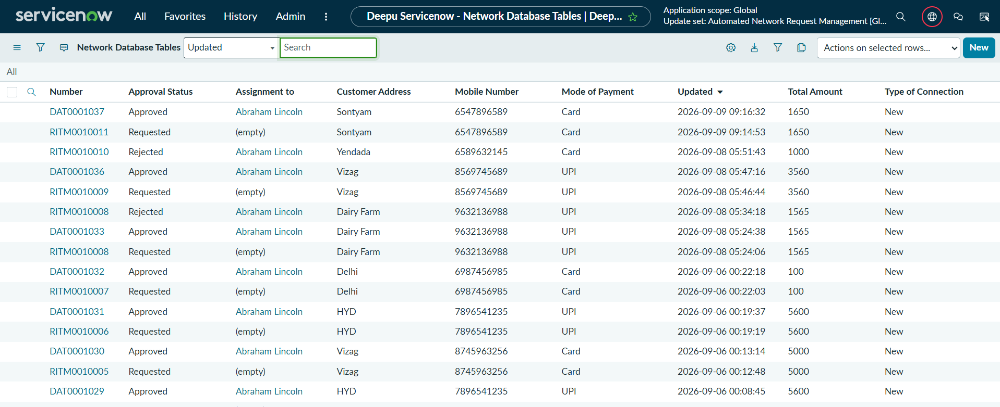 servicenow All Favorites History Admin Deepu Servicenow - Network Database Tables | Deep... Application scope: Global
Update set: Automated Network Request Management [Gl...
Network Database Tables Updated Search Actions on selected rows... New
All
Number Approval Status Assignment to Customer Address Mobile Number Mode of Payment Updated Total Amount Type of Connection
DAT0001037 Approved Abraham Lincoln Sontyam 6547896589 Card 2026-09-09 09:16:32 1650 New
RITM0010011 Requested (empty) Sontyam 6547896589 Card 2026-09-09 09:14:53 1650 New
RITM0010010 Rejected Abraham Lincoln Yendada 6589632145 Card 2026-09-08 05:51:43 1000 New
DAT0001036 Approved Abraham Lincoln Vizag 8569745689 UPI 2026-09-08 05:47:16 3560 New
RITM0010009 Requested (empty) Vizag 8569745689 UPI 2026-09-08 05:46:44 3560 New
RITM0010008 Rejected Abraham Lincoln Dairy Farm 9632136988 UPI 2026-09-08 05:34:18 1565 New
DAT0001033 Approved Abraham Lincoln Dairy Farm 9632136988 UPI 2026-09-08 05:24:38 1565 New
RITM0010008 Requested (empty) Dairy Farm 9632136988 UPI 2026-09-08 05:24:06 1565 New
DAT0001032 Approved Abraham Lincoln Delhi 6987456985 Card 2026-09-06 00:22:18 100 New
RITM0010007 Requested (empty) Delhi 6987456985 Card 2026-09-06 00:22:03 100 New
DAT0001031 Approved Abraham Lincoln HYD 7896541235 UPI 2026-09-06 00:19:37 5600 New
RITM0010006 Requested (empty) HYD 7896541235 UPI 2026-09-06 00:19:19 5600 New
DAT0001030 Approved Abraham Lincoln Vizag 8745963256 Card 2026-09-06 00:13:14 5000 New
RITM0010005 Requested (empty) Vizag 8745963256 Card 2026-09-06 00:12:48 5000 New
DAT0001029 Approved Abraham Lincoln HYD 7896541235 UPI 2026-09-06 00:08:45 5600 New